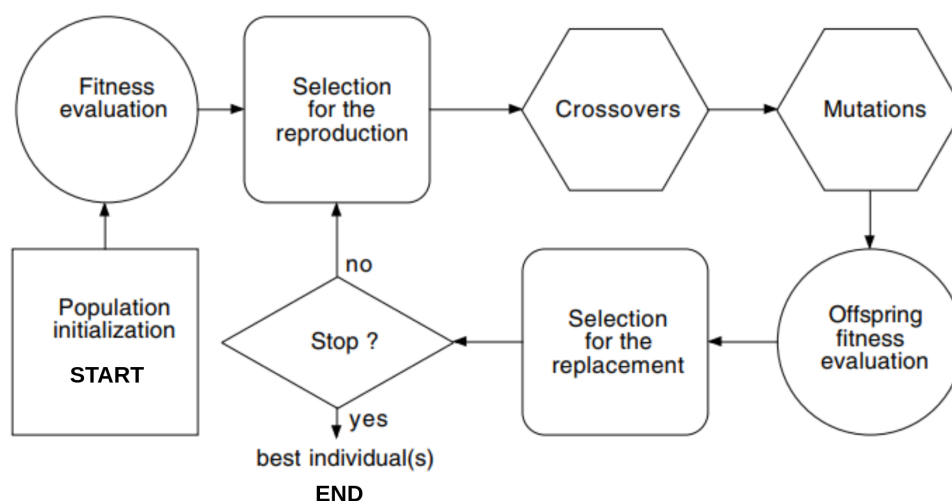 Fitness
evaluation
Selection
for the
reproduction
Crossovers
Mutations
Population
initialization
START
no
Stop ?
yes
best individual(s)
END
Selection
for the
replacement
Offspring
fitness
evaluation